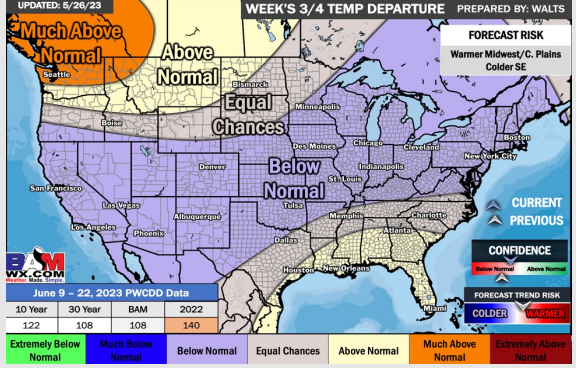 UPDATED: 5/26/23
WEEK'S 3/4 TEMP DEPARTURE
PREPARED BY: WALTS
FORECAST RISK
Warmer Midwest/C. Plains
Colder SE
Much Above
Normal
Above
Normal
Seattle
Bismarck
Equal
Chances
Minneapolis
Boise
Boston
Chicago
Cleveland
Des Moines
New York City
Below
Normal
Indianapolis
Denver
St. Louis
San Francisco
Las Vegas
Tulsa
CURRENT
PREVIOUS
Albuquerque
Memphis
Charlotte
Los Angeles
Phoenix
Atlanta
Dallas
CONFIDENCE
Below Normal
Above Normal
BAM
WX.COM
Weather. Made. Simple.
Houston
New Orleans
June 9 – 22, 2023 PWCDD Data
FORECAST TREND RISK
COLDER
WARMER
Miami
10 Year
30 Year
BAM
2022
122
108
108
140
Extremely Below
Normal
Much Below
Normal
Below Normal
Equal Chances
Above Normal
Much Above
Normal
Extremely Above
Normal